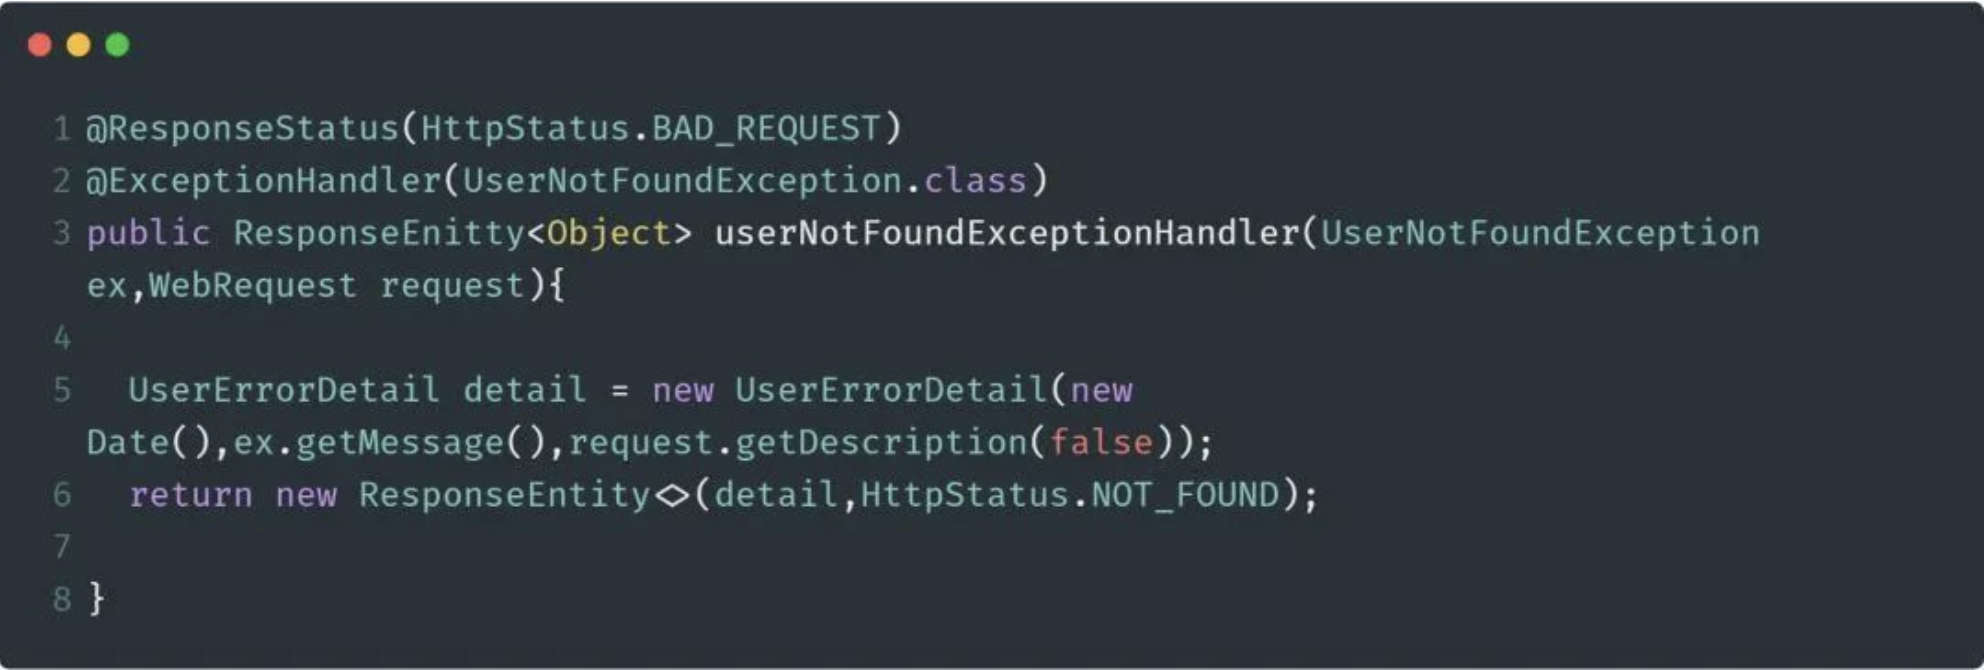 1 @ResponseStatus(HttpStatus.BAD_REQUEST)
2 @ExceptionHandler(UserNotFoundException.class)
3 public ResponseEnitty<Object> userNotFoundExceptionHandler(UserNotFoundException
ex,WebRequest request){
4
5   UserErrorDetail detail = new UserErrorDetail(new
Date(),ex.getMessage(),request.getDescription(false));
6   return new ResponseEntity<>(detail,HttpStatus.NOT_FOUND);
7
8 }